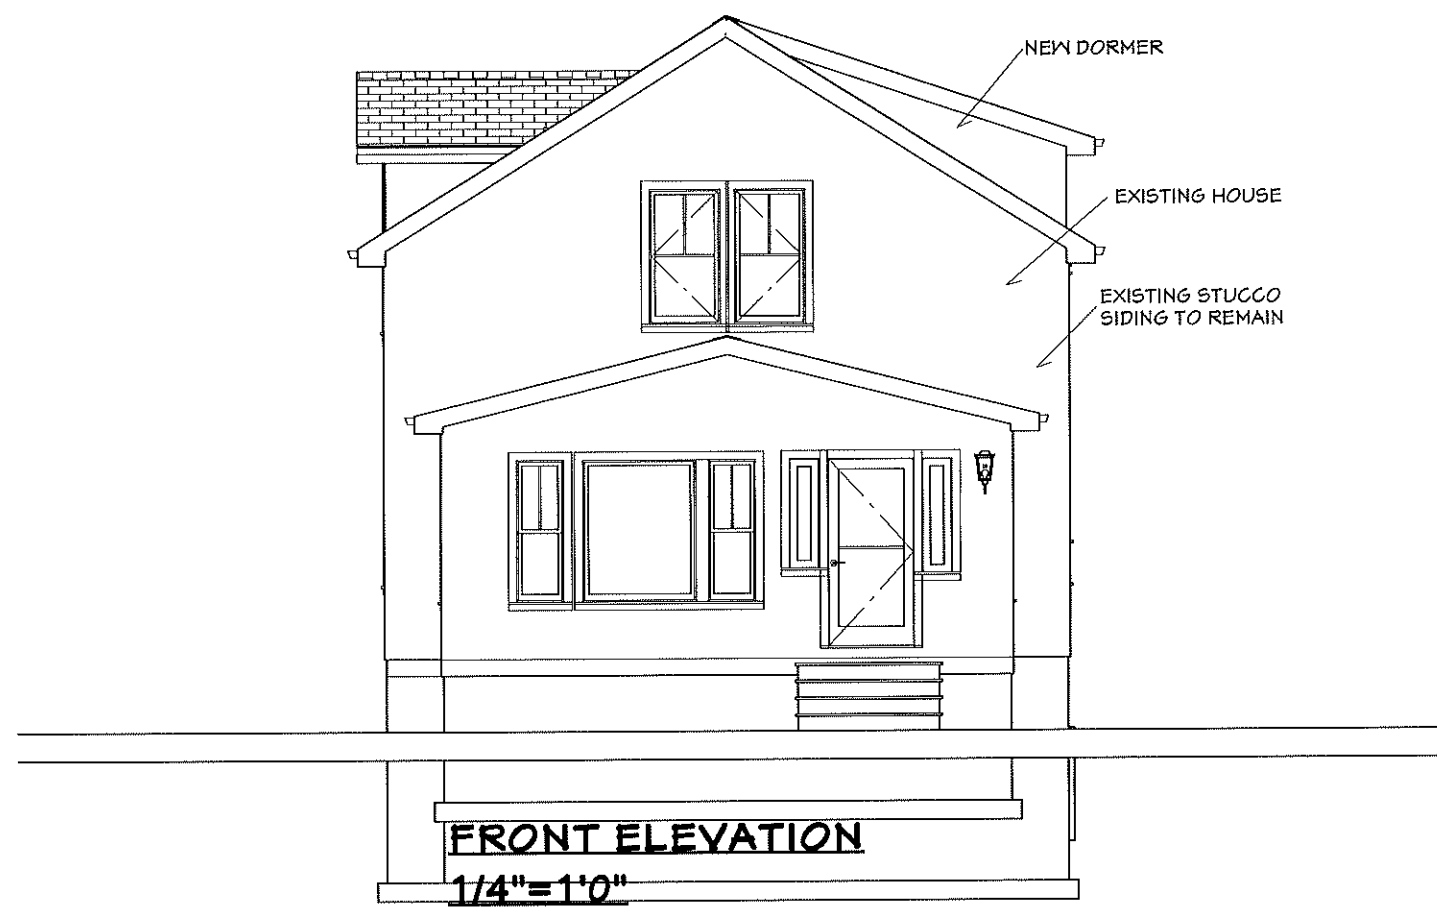 NEW DORMER
EXISTING HOUSE
EXISTING STUCCO
SIDING TO REMAIN
FRONT ELEVATION
1/4"=1'0"